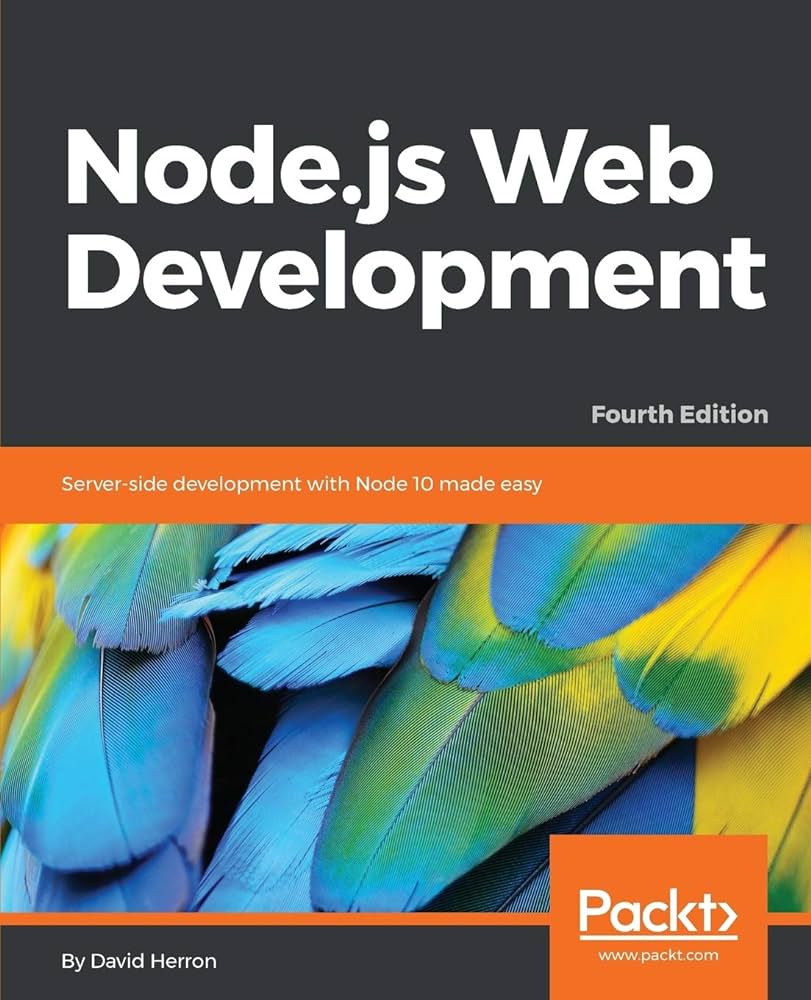 Node.js Web
Development
Fourth Edition
Server-side development with Node 10 made easy
Packt>
www.packt.com
By David Herron